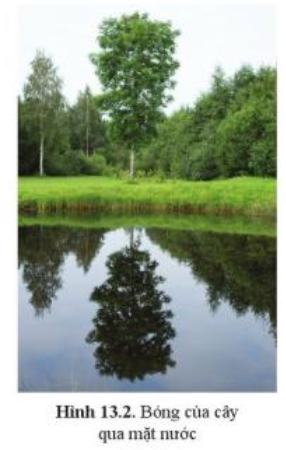 Hình 13.2. Bóng của cây
qua mặt nước